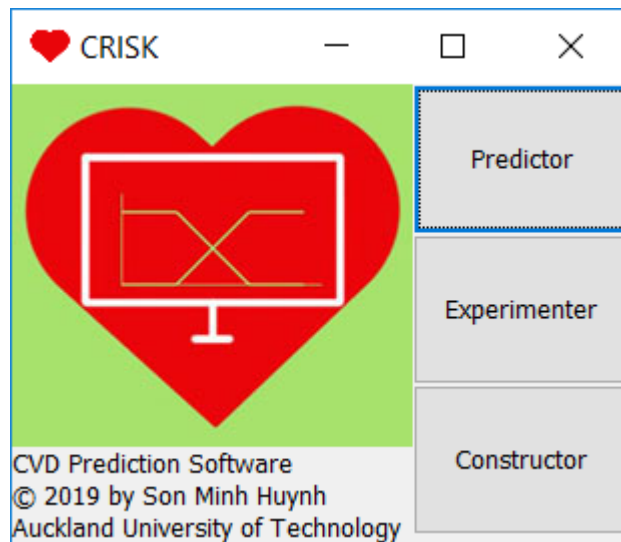 CRISK
Predictor
Experimenter
Constructor
CVD Prediction Software
© 2019 by Son Minh Huynh
Auckland University of Technology